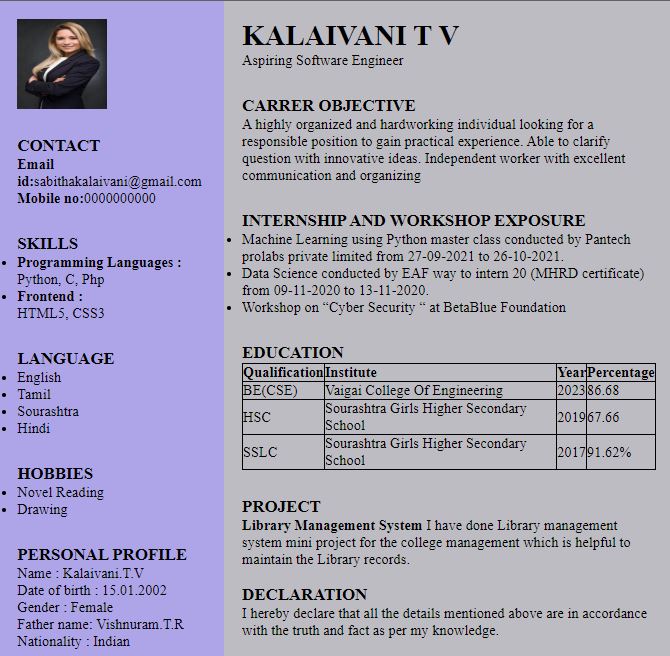 CONTACT
Email
id:sabithakalaivani@gmail.com
Mobile no:0000000000
SKILLS
Programming Languages :
Python, C, Php
Frontend :
HTML5, CSS3
LANGUAGE
English
Tamil
Sourashtra
Hindi
HOBBIES
Novel Reading
Drawing
PERSONAL PROFILE
Name : Kalaivani.T.V
Date of birth : 15.01.2002
Gender : Female
Father name: Vishnuram.T.R
Nationality : Indian
KALAIVANI T V
Aspiring Software Engineer
CARRER OBJECTIVE
A highly organized and hardworking individual looking for a
responsible position to gain practical experience. Able to clarify
question with innovative ideas. Independent worker with excellent
communication and organizing
INTERNSHIP AND WORKSHOP EXPOSURE
Machine Learning using Python master class conducted by Pantech
prolabs private limited from 27-09-2021 to 26-10-2021.
Data Science conducted by EAF way to intern 20 (MHRD certificate)
from 09-11-2020 to 13-11-2020.
Workshop on “Cyber Security “ at BetaBlue Foundation
EDUCATION
Qualification Institute Year Percentage
BE(CSE) Vaigai College Of Engineering 2023 86.68
HSC Sourashtra Girls Higher Secondary School 2019 67.66
SSLC Sourashtra Girls Higher Secondary School 2017 91.62%
PROJECT
Library Management System I have done Library management
system mini project for the college management which is helpful to
maintain the Library records.
DECLARATION
I hereby declare that all the details mentioned above are in accordance
with the truth and fact as per my knowledge.